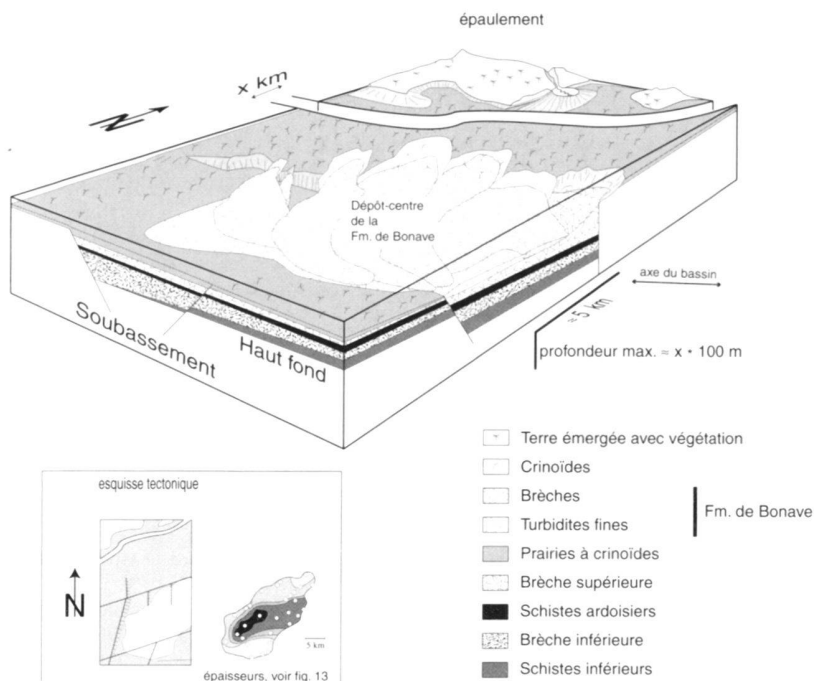 épaulement
x km
N
Dépôt-centre
de la
Fm. de Bonave
axe du bassin
≈ 5 km
profondeur max. ≈ x * 100 m
Soubassement
Haut fond
Terre émergée avec végétation
Crinoïdes
Brèches
Turbidites fines
Fm. de Bonave
Prairies à crinoïdes
Brèche supérieure
Schistes ardoisiers
Brèche inférieure
Schistes inférieurs
esquisse tectonique
N
5 km
épaisseurs, voir fig. 13